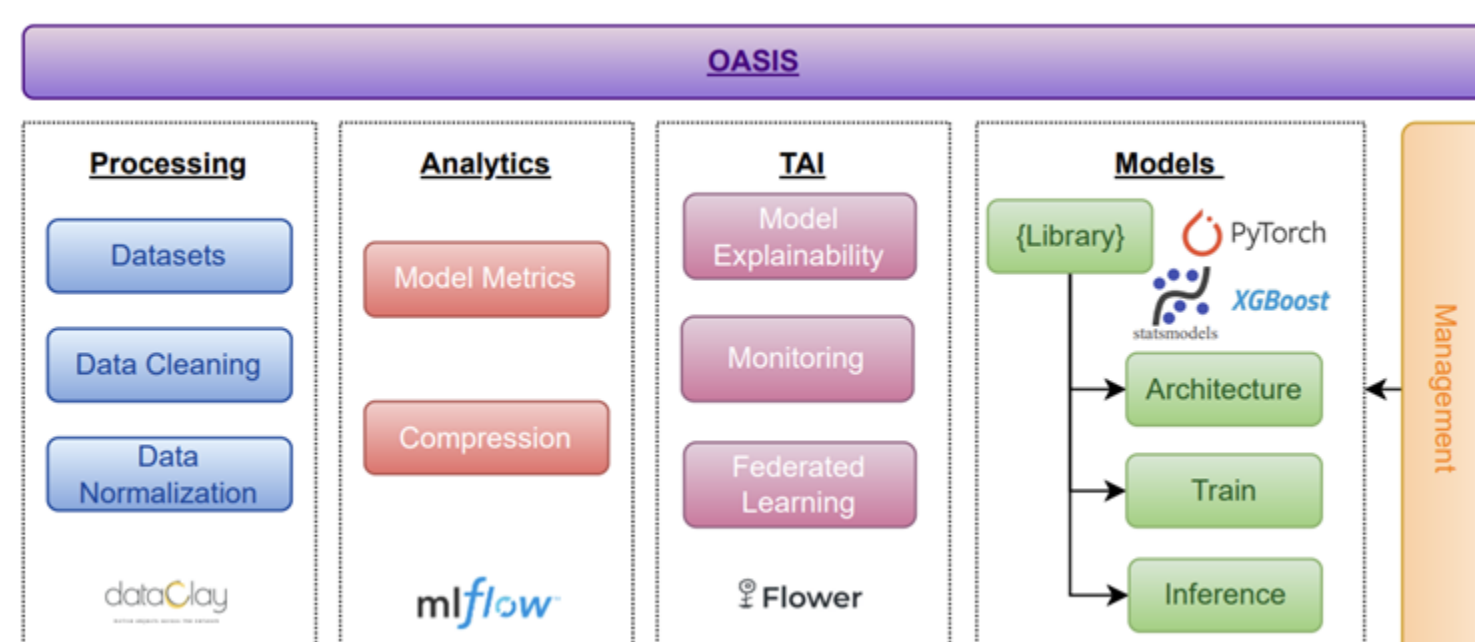 OASIS
Processing
Datasets
Data Cleaning
Data
Normalization
dataClay
Analytics
Model Metrics
Compression
mlflow
TAI
Model
Explainability
Monitoring
Federated
Learning
Flower
Models
{Library}
PyTorch
statsmodels
XGBoost
Architecture
Train
Inference
Management